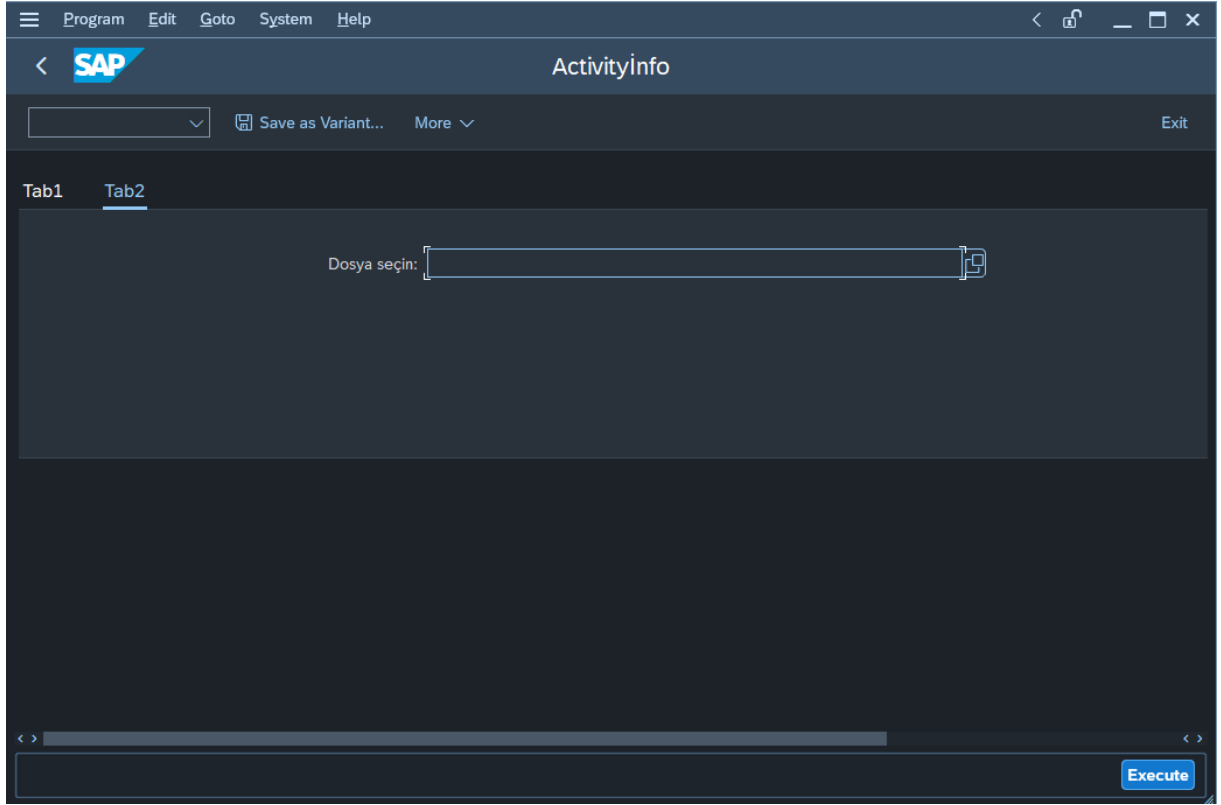 Program Edit Goto System Help
SAP Activityİnfo
Save as Variant... More Exit
Tab1 Tab2
Dosya seçin:
Execute